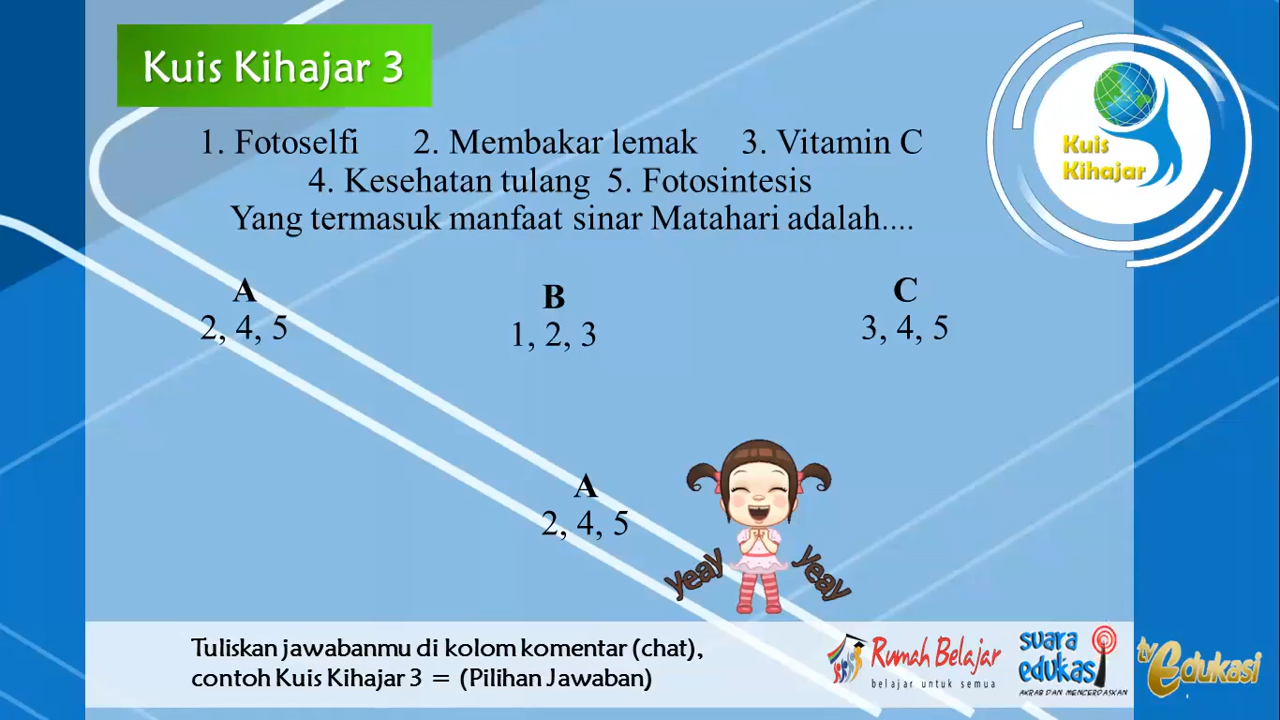 Kuis Kihajar 3
1. Fotoselfi 2. Membakar lemak 3. Vitamin C
4. Kesehatan tulang 5. Fotosintesis
Yang termasuk manfaat sinar Matahari adalah....
Kuis
Kihajar
A
2, 4, 5
B
1, 2, 3
C
3, 4, 5
A
2, 4, 5
yeay
yeay
Tuliskan jawabanmu di kolom komentar (chat),
contoh Kuis Kihajar 3 = (Pilihan Jawaban)
Rumah Belajar
belajar untuk semua
suara
edukasi
AKRAB DAN MENCERDASKAN
tv Edukasi